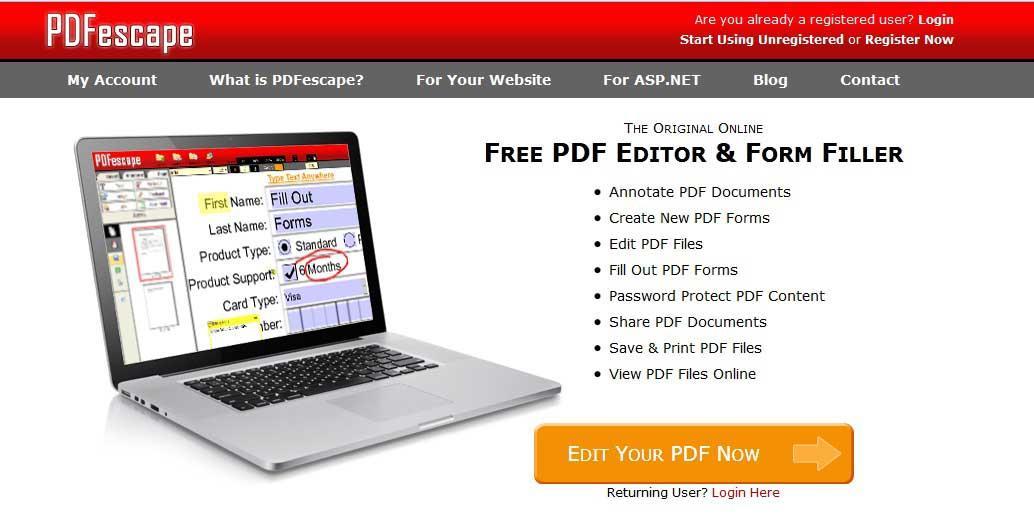 PDFescape
Are you already a registered user? Login
Start Using Unregistered or Register Now
My Account What is PDFescape? For Your Website For ASP.NET Blog Contact
PDFescape
Type Text Anywhere
First Name: Fill Out
Last Name: Forms
Product Type: Standard
Product Support: 6 Months
Card Type: Visa
THE ORIGINAL ONLINE
FREE PDF EDITOR & FORM FILLER
• Annotate PDF Documents
• Create New PDF Forms
• Edit PDF Files
• Fill Out PDF Forms
• Password Protect PDF Content
• Share PDF Documents
• Save & Print PDF Files
• View PDF Files Online
EDIT YOUR PDF NOW
Returning User? Login Here